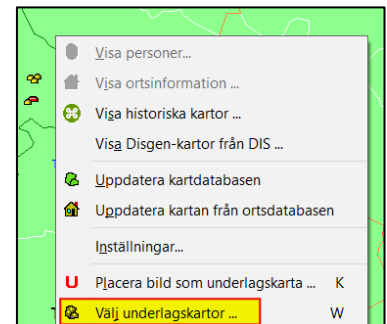 Visa personer...
Visa ortsinformation ...
Visa historiska kartor ...
Visa Disgen-kartor från DIS ...
Uppdatera kartdatabasen
Uppdatera kartan från ortsdatabasen
Inställningar...
U Placera bild som underlagskarta ... K
Välj underlagskartor ... W